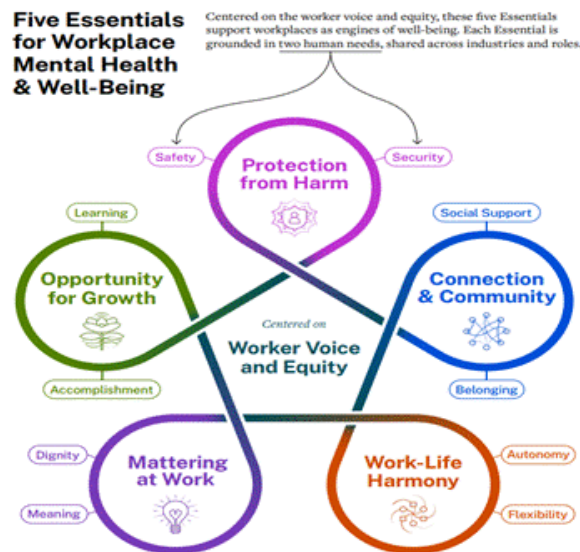 Five Essentials
for Workplace
Mental Health
& Well-Being
Centered on the worker voice and equity, these five Essentials
support workplaces as engines of well-being. Each Essential is
grounded in two human needs, shared across industries and roles.
Safety
Security
Protection
from Harm
Learning
Opportunity
for Growth
Accomplishment
Social Support
Connection
& Community
Belonging
Centered on
Worker Voice
and Equity
Dignity
Meaning
Mattering
at Work
Work-Life
Harmony
Autonomy
Flexibility